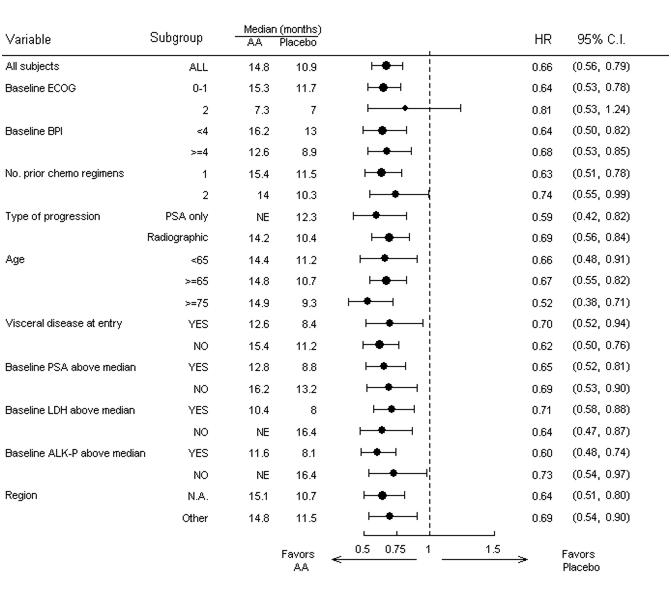 Median (months)
Variable Subgroup AA Placebo HR 95% C.I.
All subjects ALL 14.8 10.9 0.66 (0.56, 0.79)
Baseline ECOG 0-1 15.3 11.7 0.64 (0.53, 0.78)
2 7.3 7 0.81 (0.53, 1.24)
Baseline BPI <4 16.2 13 0.64 (0.50, 0.82)
>=4 12.6 8.9 0.68 (0.53, 0.85)
No. prior chemo regimens 1 15.4 11.5 0.63 (0.51, 0.78)
2 14 10.3 0.74 (0.55, 0.99)
Type of progression PSA only NE 12.3 0.59 (0.42, 0.82)
Radiographic 14.2 10.4 0.69 (0.56, 0.84)
Age <65 14.4 11.2 0.66 (0.48, 0.91)
>=65 14.8 10.7 0.67 (0.55, 0.82)
>=75 14.9 9.3 0.52 (0.38, 0.71)
Visceral disease at entry YES 12.6 8.4 0.70 (0.52, 0.94)
NO 15.4 11.2 0.62 (0.50, 0.76)
Baseline PSA above median YES 12.8 8.8 0.65 (0.52, 0.81)
NO 16.2 13.2 0.69 (0.53, 0.90)
Baseline LDH above median YES 10.4 8 0.71 (0.58, 0.88)
NO NE 16.4 0.64 (0.47, 0.87)
Baseline ALK-P above median YES 11.6 8.1 0.60 (0.48, 0.74)
NO NE 16.4 0.73 (0.54, 0.97)
Region N.A. 15.1 10.7 0.64 (0.51, 0.80)
Other 14.8 11.5 0.69 (0.54, 0.90)
0.5 0.75 1 1.5
Favors Favors
AA Placebo